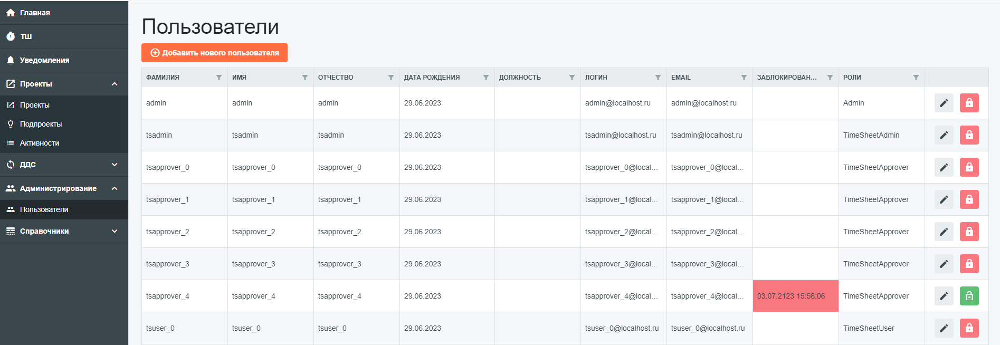 Главная
ТШ
Уведомления
Проекты
Проекты
Подпроекты
Активности
ДДС
Администрирование
Пользователи
Справочники
Пользователи
Добавить нового пользователя
ФАМИЛИЯ ИМЯ ОТЧЕСТВО ДАТА РОЖДЕНИЯ ДОЛЖНОСТЬ ЛОГИН EMAIL ЗАБЛОКИРОВАН... РОЛИ
admin admin admin 29.06.2023 admin@localhost.ru admin@localhost.ru Admin
tsadmin tsadmin tsadmin 29.06.2023 tsadmin@localhost.ru tsadmin@localhost.ru TimeSheetAdmin
tsapprover_0 tsapprover_0 tsapprover_0 29.06.2023 tsapprover_0@local... tsapprover_0@local... TimeSheetApprover
tsapprover_1 tsapprover_1 tsapprover_1 29.06.2023 tsapprover_1@local... tsapprover_1@local... TimeSheetApprover
tsapprover_2 tsapprover_2 tsapprover_2 29.06.2023 tsapprover_2@local... tsapprover_2@local... TimeSheetApprover
tsapprover_3 tsapprover_3 tsapprover_3 29.06.2023 tsapprover_3@local... tsapprover_3@local... TimeSheetApprover
tsapprover_4 tsapprover_4 tsapprover_4 29.06.2023 tsapprover_4@local... tsapprover_4@local... 03.07.2123 15:56:06 TimeSheetApprover
tsuser_0 tsuser_0 tsuser_0 29.06.2023 tsuser_0@localhost.ru tsuser_0@localhost.ru TimeSheetUser